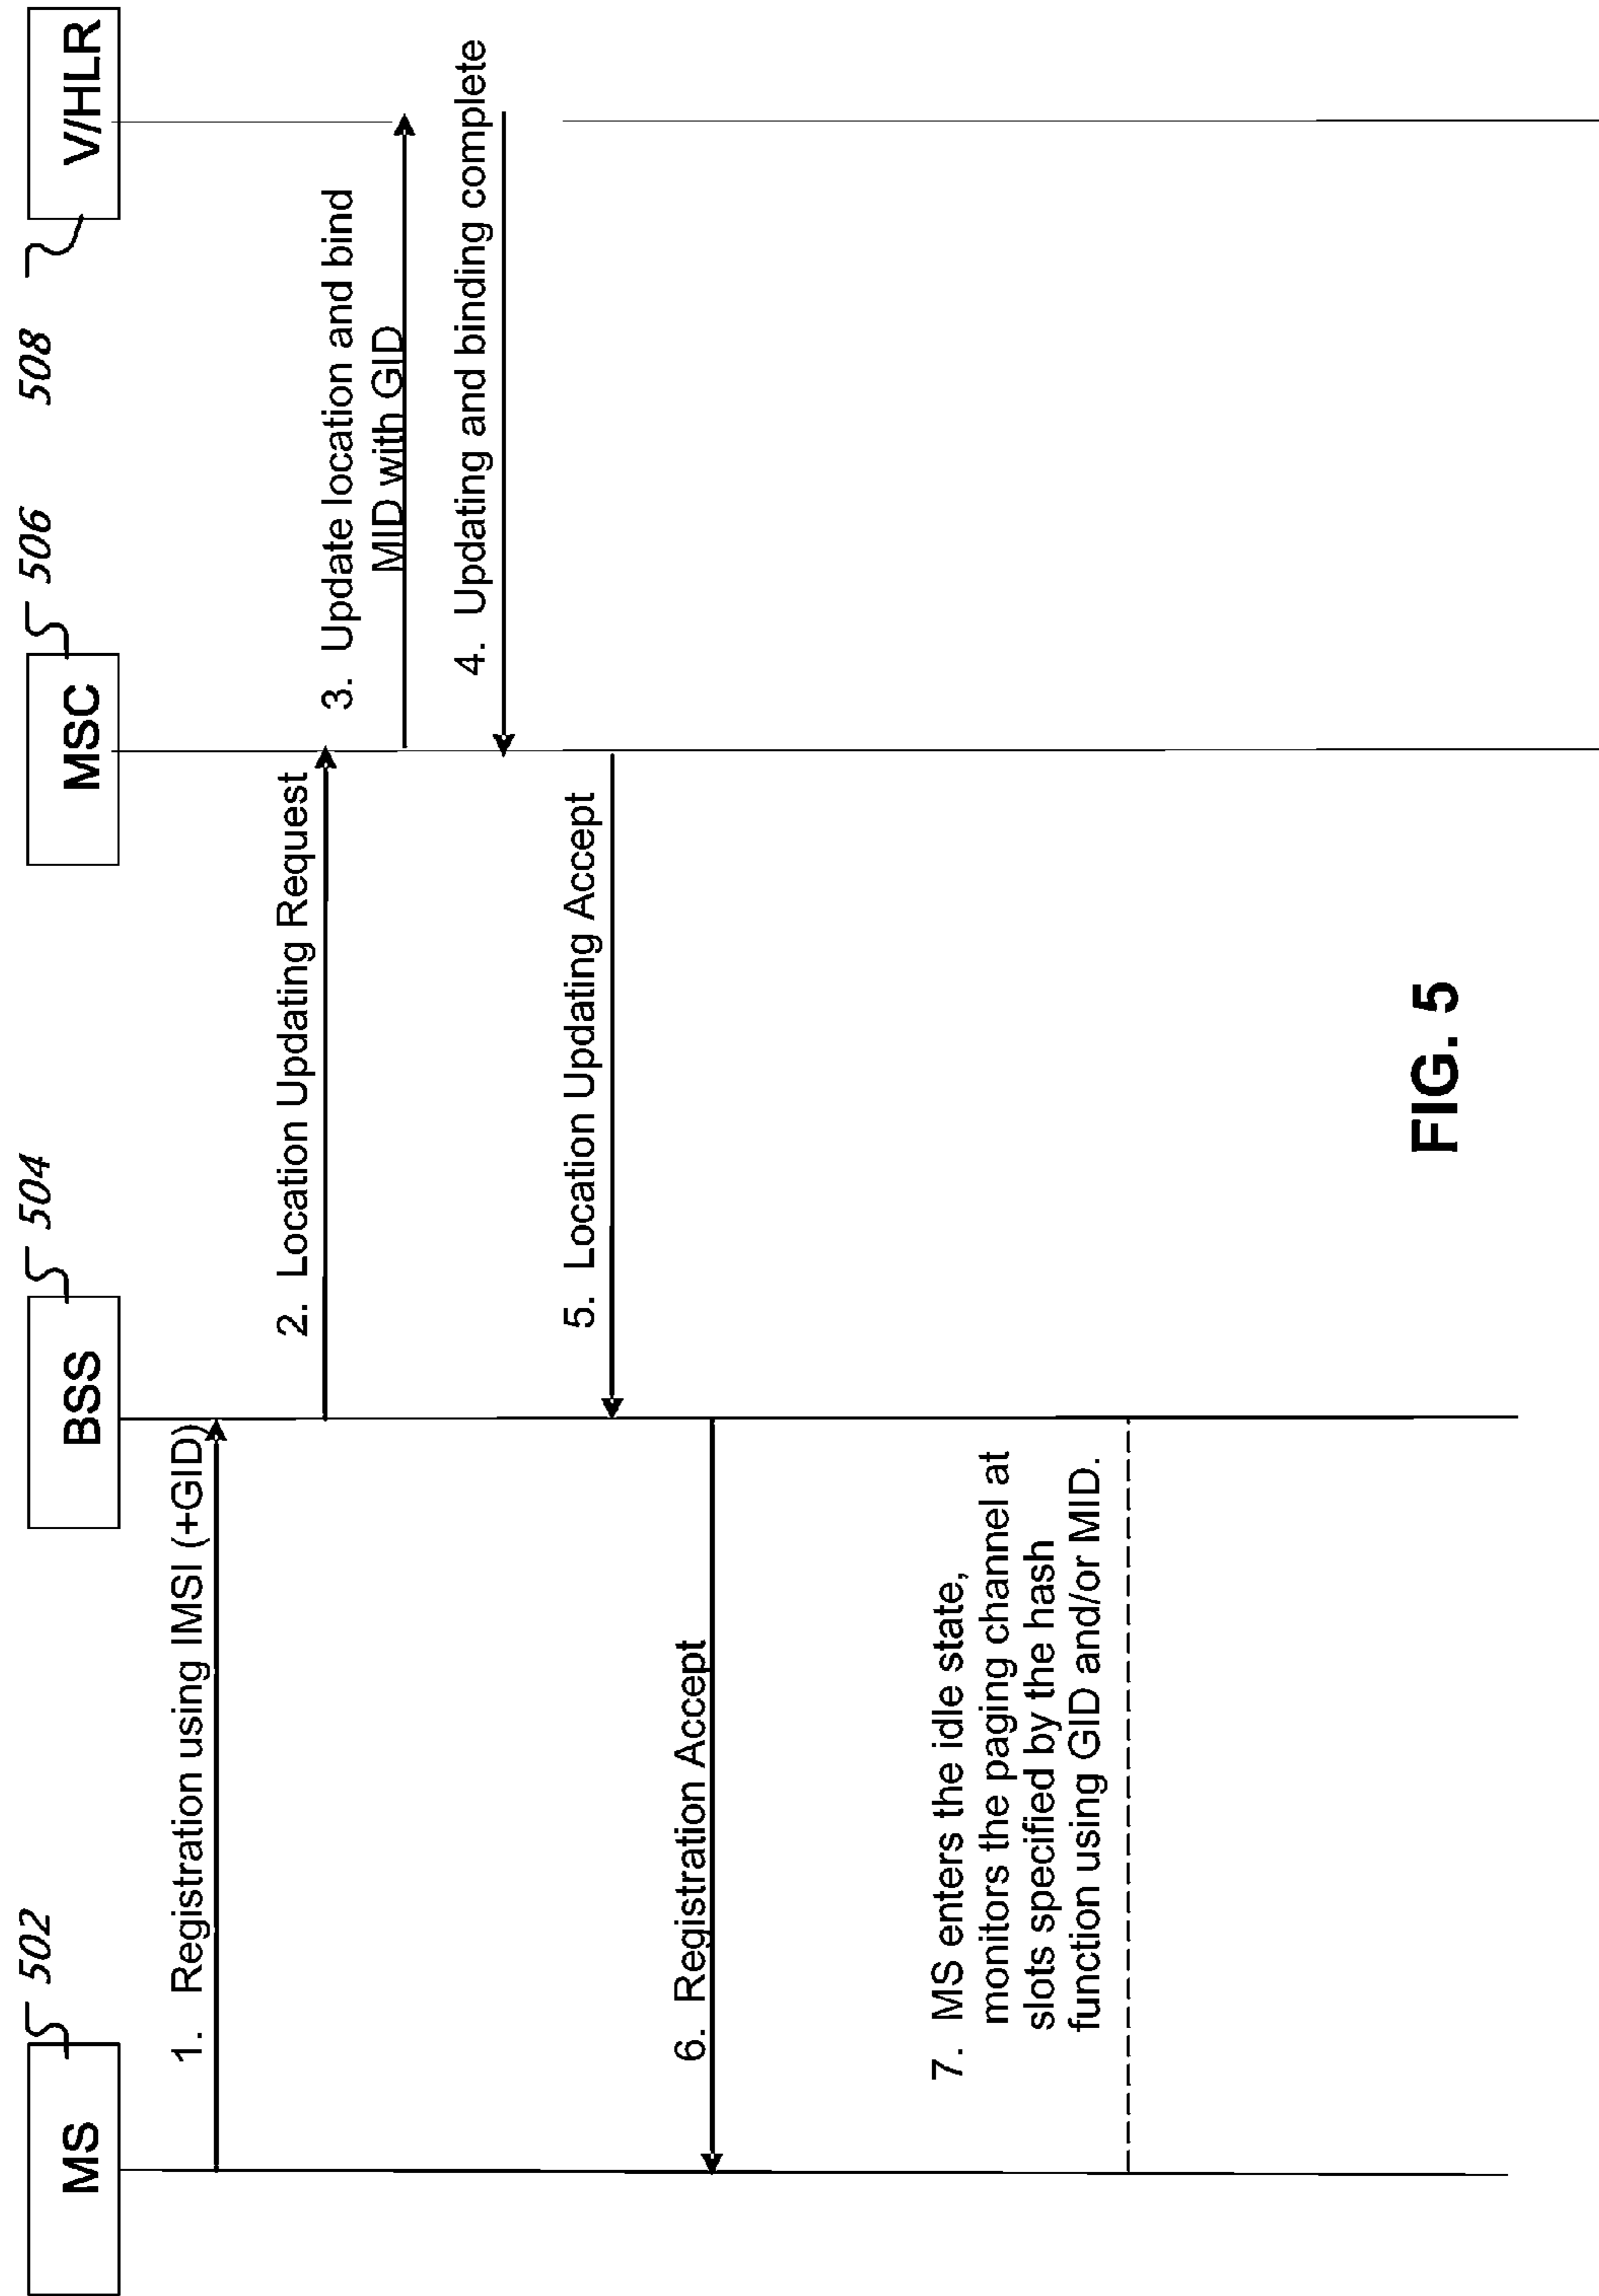 MS
502
BSS
504
MSC
506
V/HLR
508
1. Registration using IMSI (+GID)
2. Location Updating Request
3. Update location and bind
MID with GID
4. Updating and binding complete
5. Location Updating Accept
6. Registration Accept
7. MS enters the idle state,
monitors the paging channel at
slots specified by the hash
function using GID and/or MID.
FIG. 5